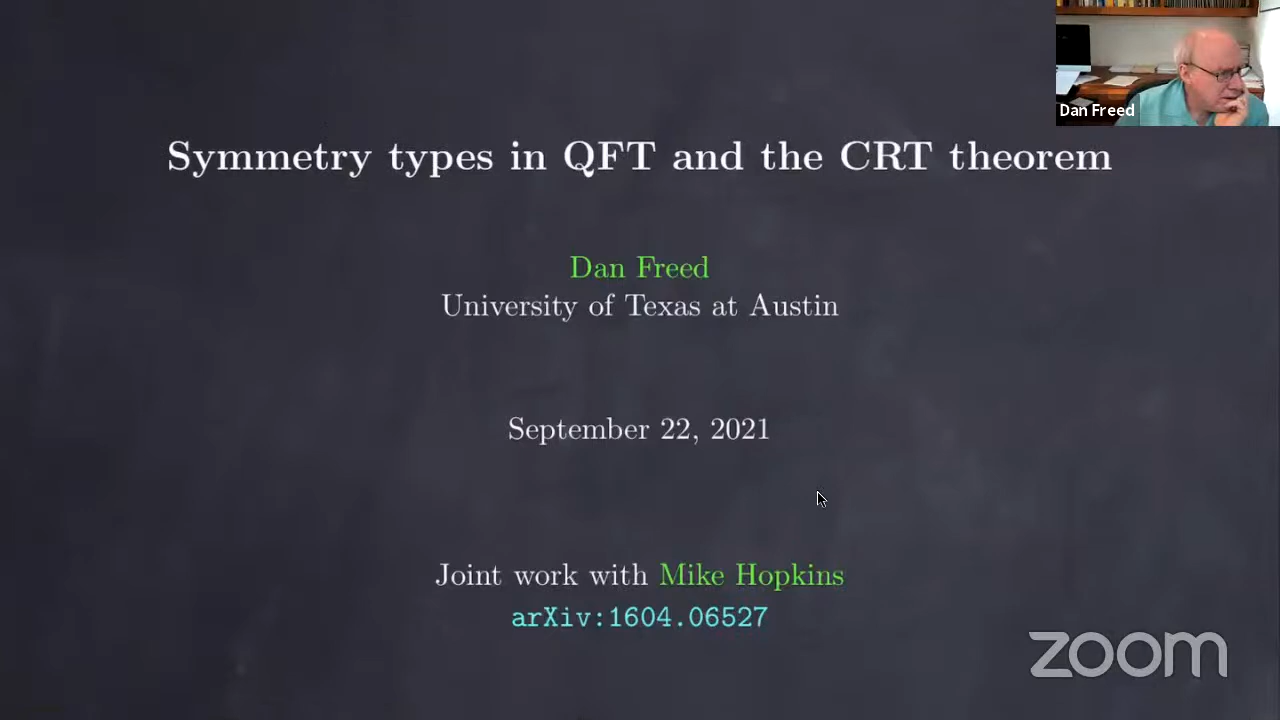 Dan Freed
Symmetry types in QFT and the CRT theorem
Dan Freed
University of Texas at Austin
September 22, 2021
Joint work with Mike Hopkins
arXiv:1604.06527
zoom